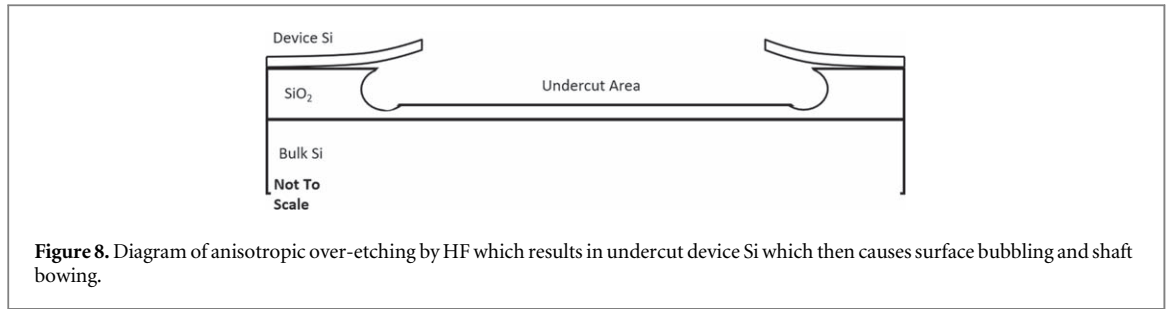 Device Si
SiO₂
Undercut Area
Bulk Si
Not To
Scale
Figure 8. Diagram of anisotropic over-etching by HF which results in undercut device Si which then causes surface bubbling and shaft
bowing.